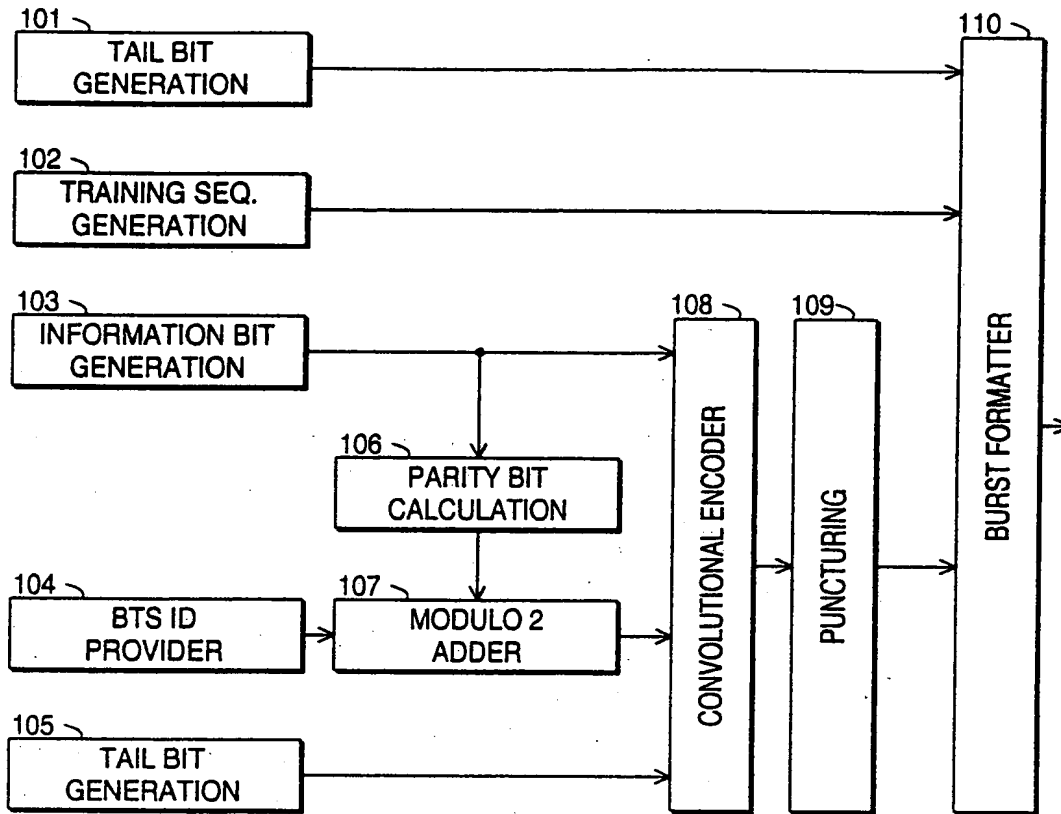 101
TAIL BIT
GENERATION
102
TRAINING SEQ.
GENERATION
103
INFORMATION BIT
GENERATION
106
PARITY BIT
CALCULATION
104
BTS ID
PROVIDER
107
MODULO 2
ADDER
105
TAIL BIT
GENERATION
108
CONVOLUTIONAL ENCODER
109
PUNCTURING
110
BURST FORMATTER